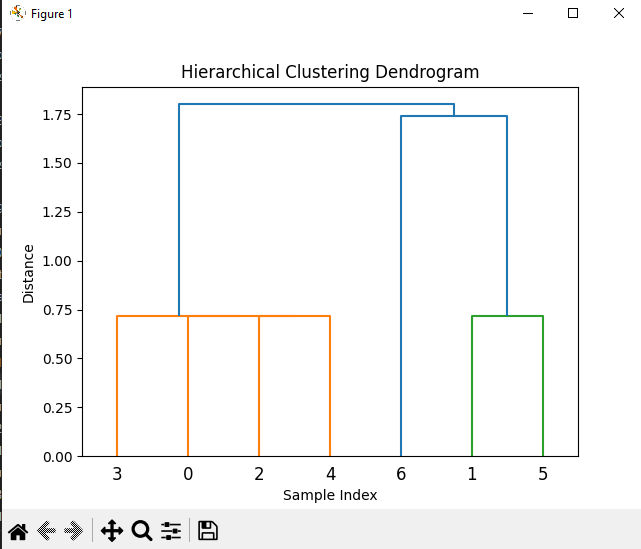 Figure 1
Hierarchical Clustering Dendrogram
1.75
1.50
1.25
1.00
0.75
0.50
0.25
0.00
Distance
3 0 2 4 6 1 5
Sample Index